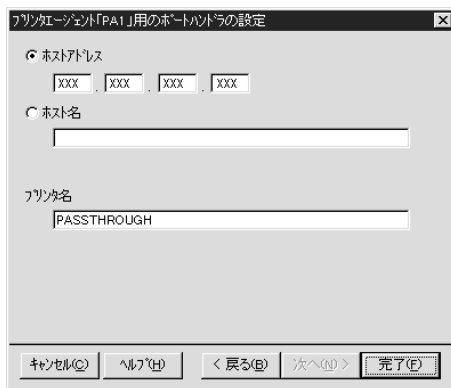 プリンタエージェント「PA1」用のポートハンドラの設定
ホストアドレス
XXX . XXX . XXX . XXX
ホスト名
プリンタ名
PASSTHROUGH
キャンセル(C) ヘルプ(H) < 戻る(B) 次へ(N) > 完了(F)